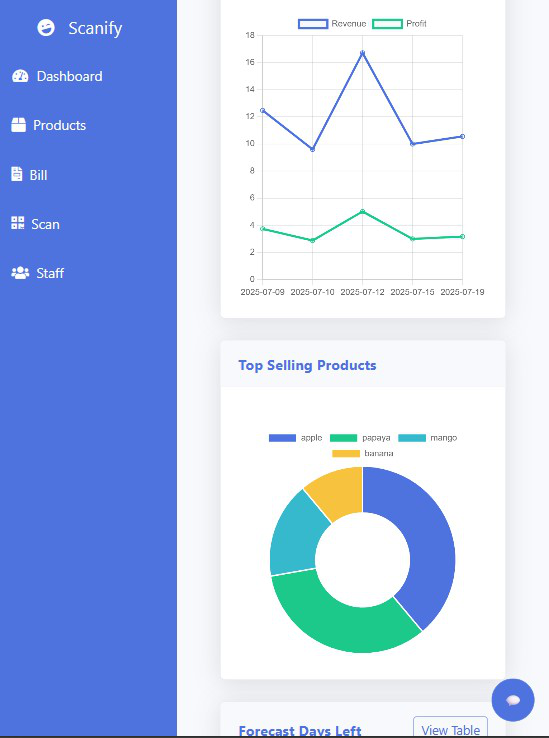 Scanify
Dashboard
Products
Bill
Scan
Staff
Revenue Profit
18
16
14
12
10
8
6
4
2
0
2025-07-09 2025-07-10 2025-07-12 2025-07-15 2025-07-19
Top Selling Products
apple papaya mango
banana
Forecast Days Left
View Table